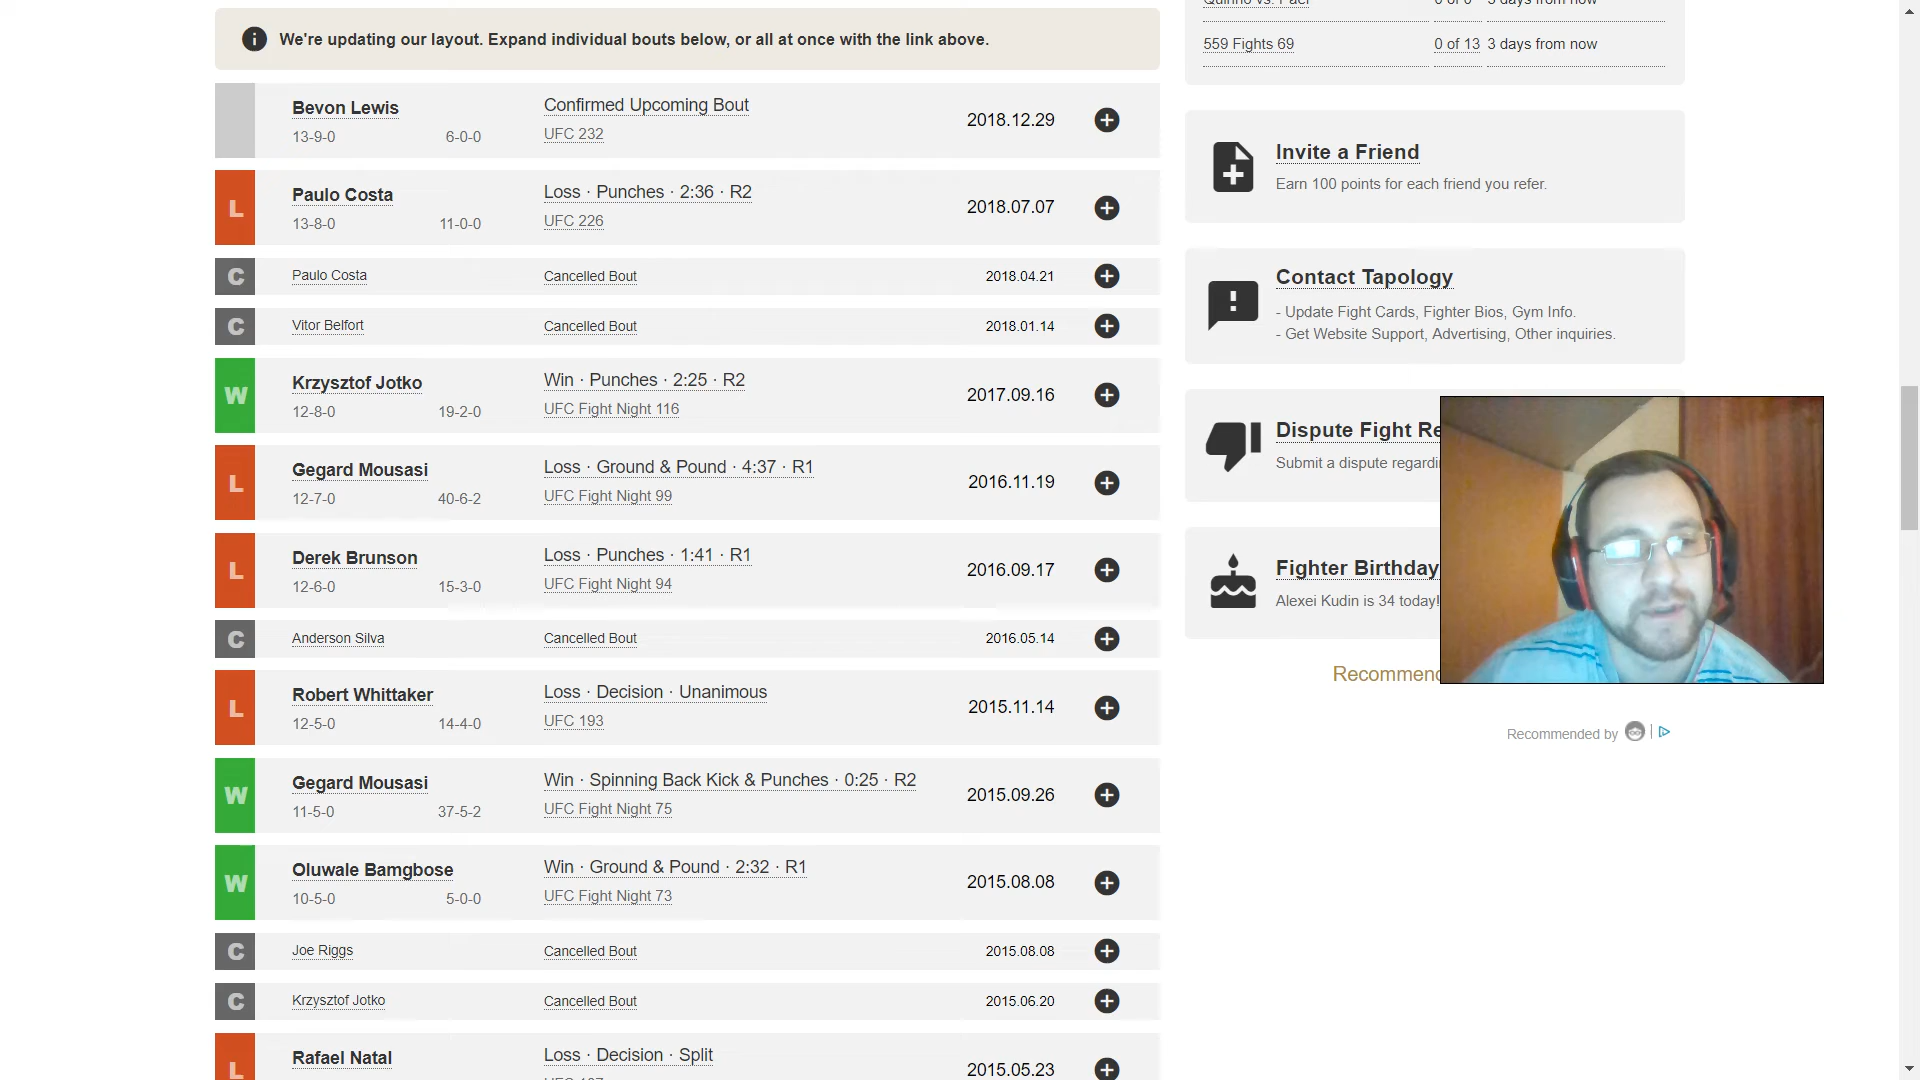 We're updating our layout. Expand individual bouts below, or all at once with the link above.
Bevon Lewis
13-9-0 6-0-0
Confirmed Upcoming Bout
UFC 232
2018.12.29
L
Paulo Costa
13-8-0 11-0-0
Loss · Punches · 2:36 · R2
UFC 226
2018.07.07
C Paulo Costa Cancelled Bout 2018.04.21
C Vitor Belfort Cancelled Bout 2018.01.14
W
Krzysztof Jotko
12-8-0 19-2-0
Win · Punches · 2:25 · R2
UFC Fight Night 116
2017.09.16
L
Gegard Mousasi
12-7-0 40-6-2
Loss · Ground & Pound · 4:37 · R1
UFC Fight Night 99
2016.11.19
L
Derek Brunson
12-6-0 15-3-0
Loss · Punches · 1:41 · R1
UFC Fight Night 94
2016.09.17
C Anderson Silva Cancelled Bout 2016.05.14
L
Robert Whittaker
12-5-0 14-4-0
Loss · Decision · Unanimous
UFC 193
2015.11.14
W
Gegard Mousasi
11-5-0 37-5-2
Win · Spinning Back Kick & Punches · 0:25 · R2
UFC Fight Night 75
2015.09.26
W
Oluwale Bamgbose
10-5-0 5-0-0
Win · Ground & Pound · 2:32 · R1
UFC Fight Night 73
2015.08.08
C Joe Riggs Cancelled Bout 2015.08.08
C Krzysztof Jotko Cancelled Bout 2015.06.20
L
Rafael Natal
Loss · Decision · Split
2015.05.23
559 Fights 69 0 of 13 3 days from now
Invite a Friend
Earn 100 points for each friend you refer.
Contact Tapology
- Update Fight Cards, Fighter Bios, Gym Info.
- Get Website Support, Advertising, Other inquiries.
Dispute Fight Re
Submit a dispute regardi
Fighter Birthday
Alexei Kudin is 34 today!
Recommen
Recommended by